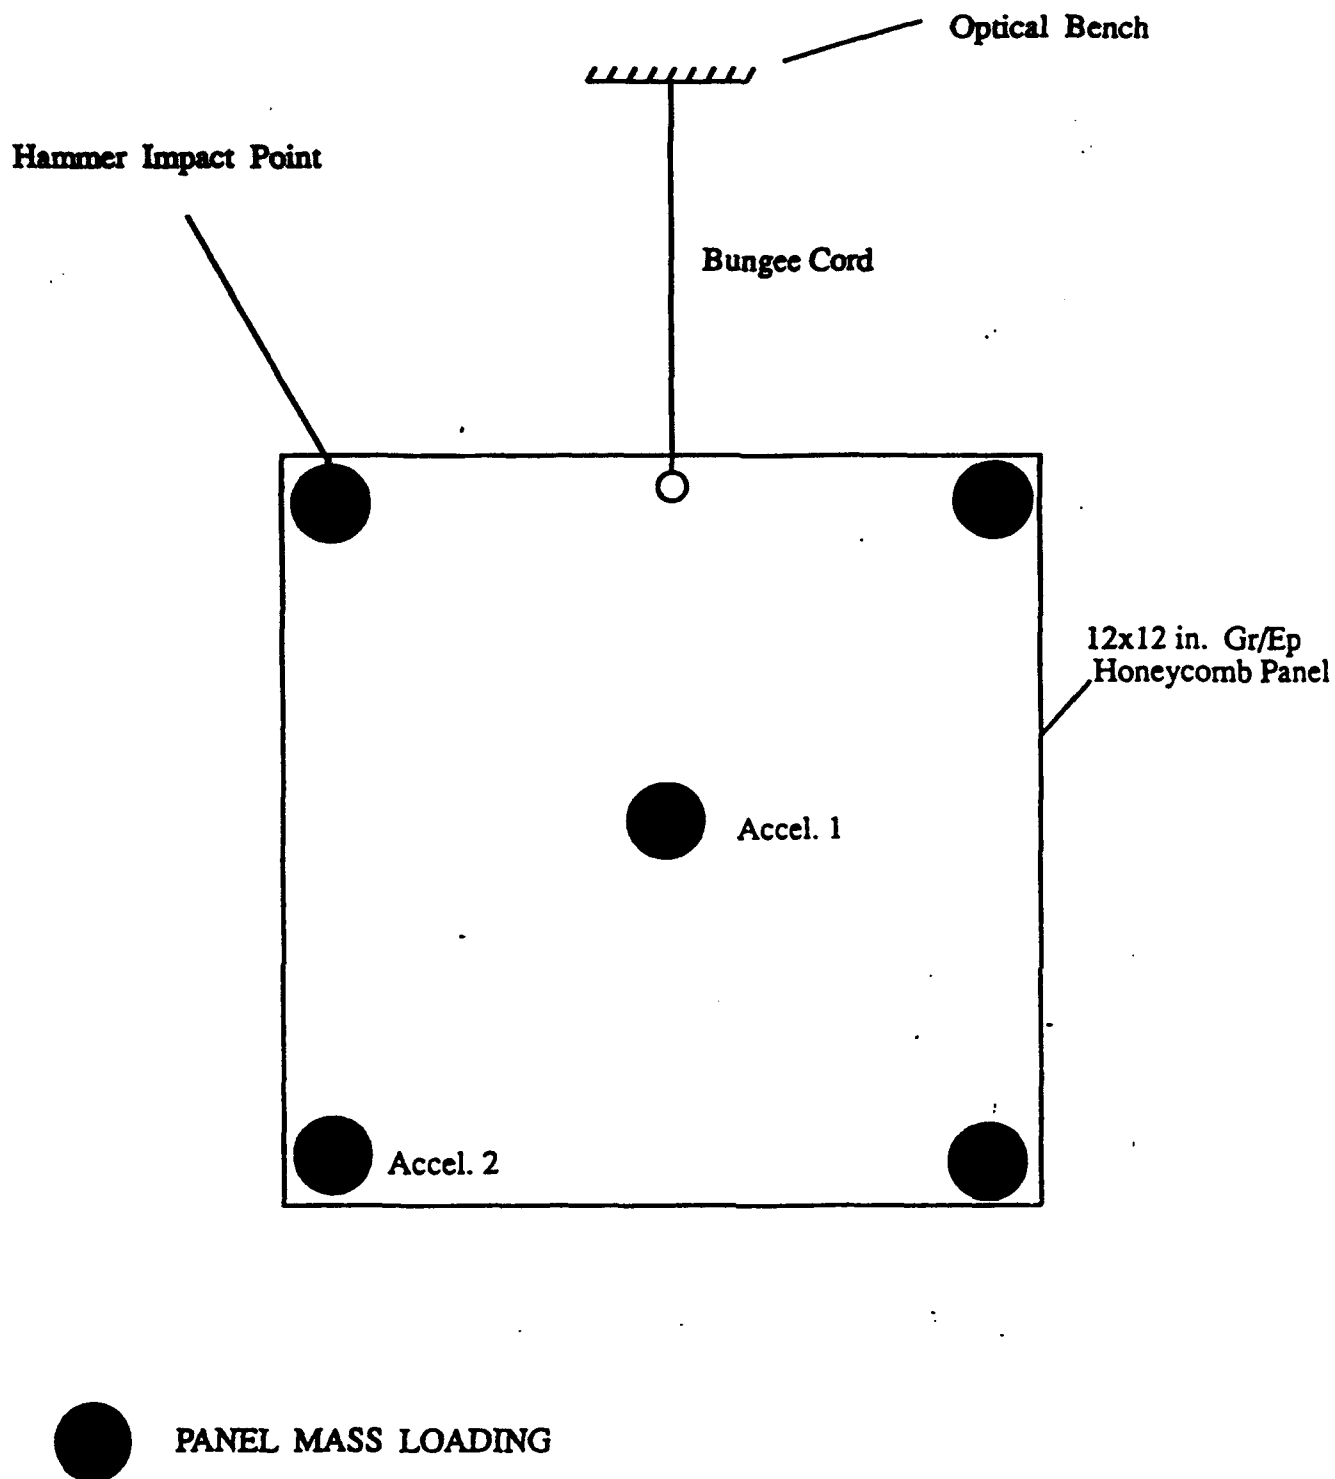 Optical Bench
Hammer Impact Point
Bungee Cord
12x12 in. Gr/Ep
Honeycomb Panel
Accel. 1
Accel. 2
PANEL MASS LOADING